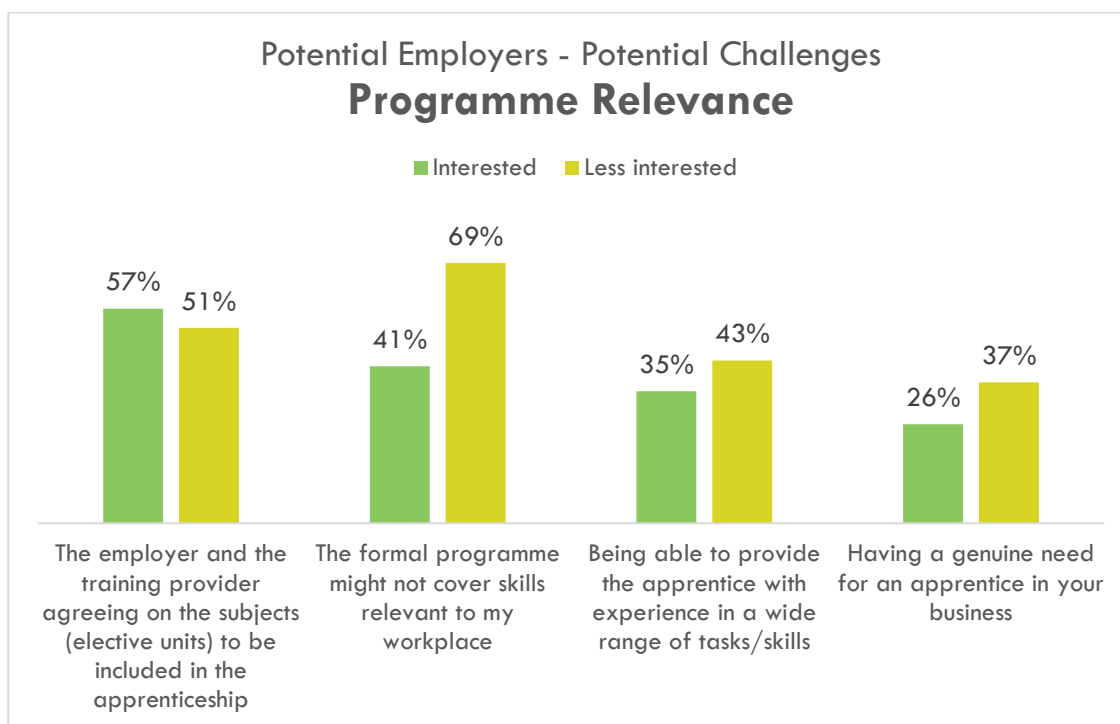 Potential Employers - Potential Challenges
Programme Relevance
Interested
Less interested
57%
51%
41%
69%
35%
43%
26%
37%
The employer and the
training provider
agreeing on the subjects
(elective units) to be
included in the
apprenticeship
The formal programme
might not cover skills
relevant to my
workplace
Being able to provide
the apprentice with
experience in a wide
range of tasks/skills
Having a genuine need
for an apprentice in your
business